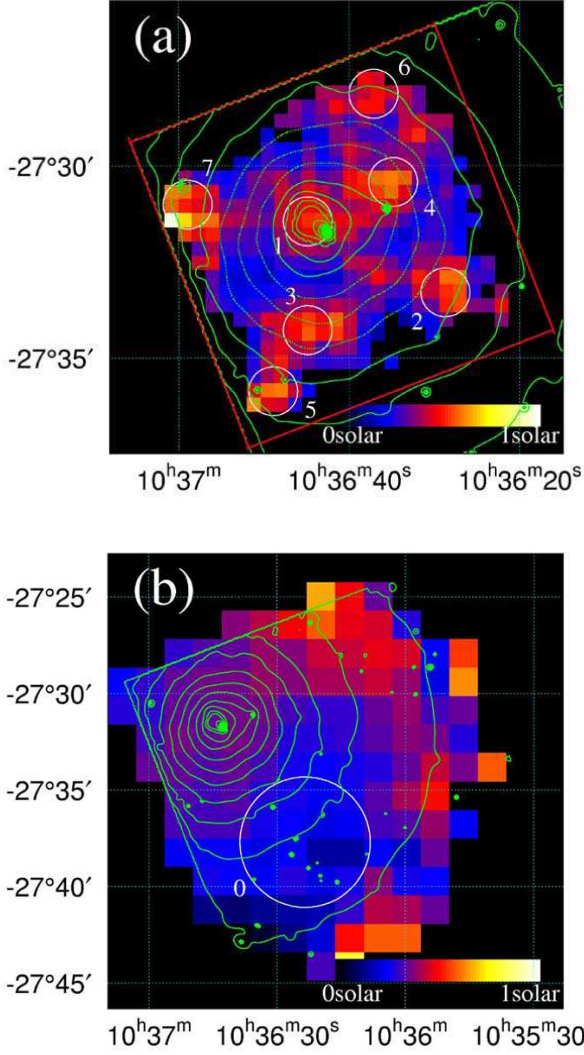 (a)
6
-27°30′
7
4
1
3
2
-27°35′
5
0solar
1solar
10ʰ37ᵐ
10ʰ36ᵐ40ˢ
10ʰ36ᵐ20ˢ
(b)
-27°25′
-27°30′
-27°35′
-27°40′
0
-27°45′
0solar
1solar
10ʰ37ᵐ
10ʰ36ᵐ30ˢ
10ʰ36ᵐ
10ʰ35ᵐ30